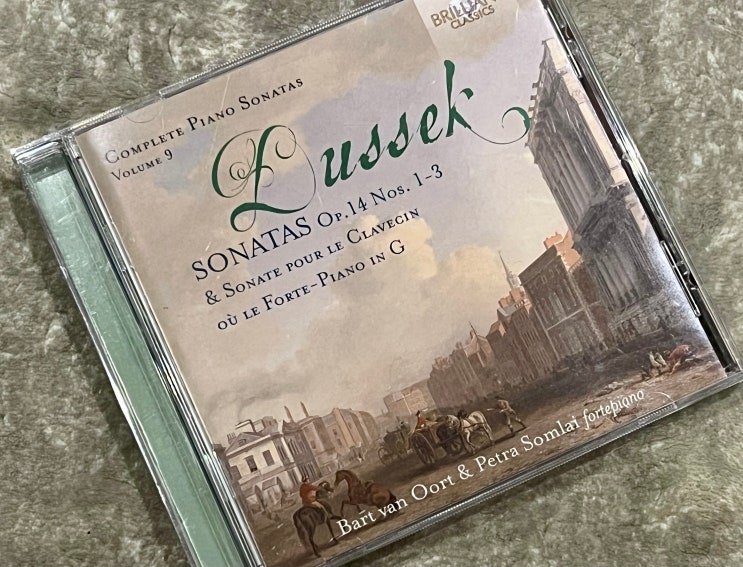 BRILLIANT
CLASSICS
COMPLETE PIANO SONATAS
VOLUME 9
Dussek
SONATAS OP.14 NOS. 1-3
& SONATE POUR LE CLAVECIN
OÙ LE FORTE-PIANO IN G
Bart van Oort & Petra Somlai fortepiano